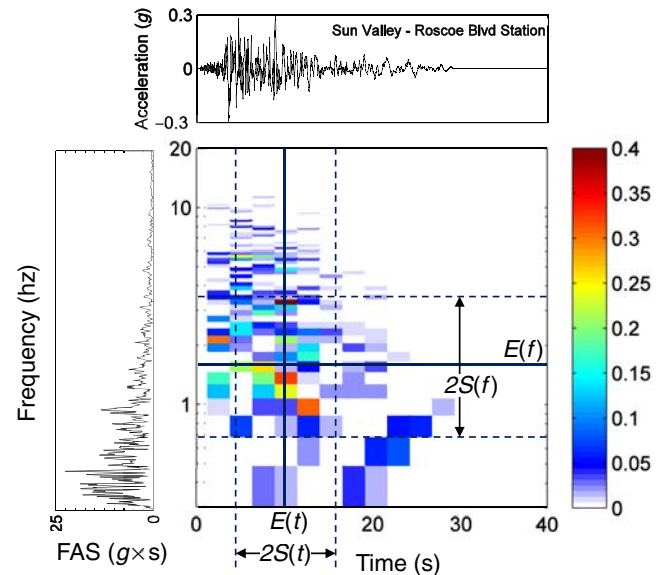 0.3
Sun Valley - Roscoe Blvd Station
Acceleration (g)
0
−0.3
20
10
1
Frequency (hz)
E(f)
2S(f)
0.4
0.35
0.3
0.25
0.2
0.15
0.1
0.05
0
25
0
FAS (g×s)
0
E(t)
20
30
40
2S(t)
Time (s)